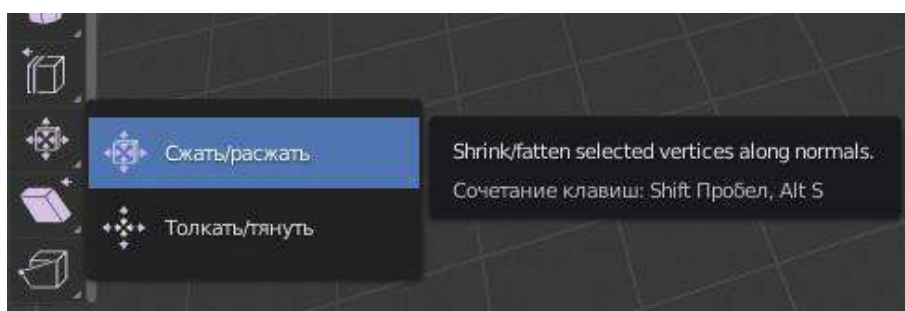 Сжать/расжать
Shrink/fatten selected vertices along normals.
Сочетание клавиш: Shift Пробел, Alt S
Толкать/тянуть